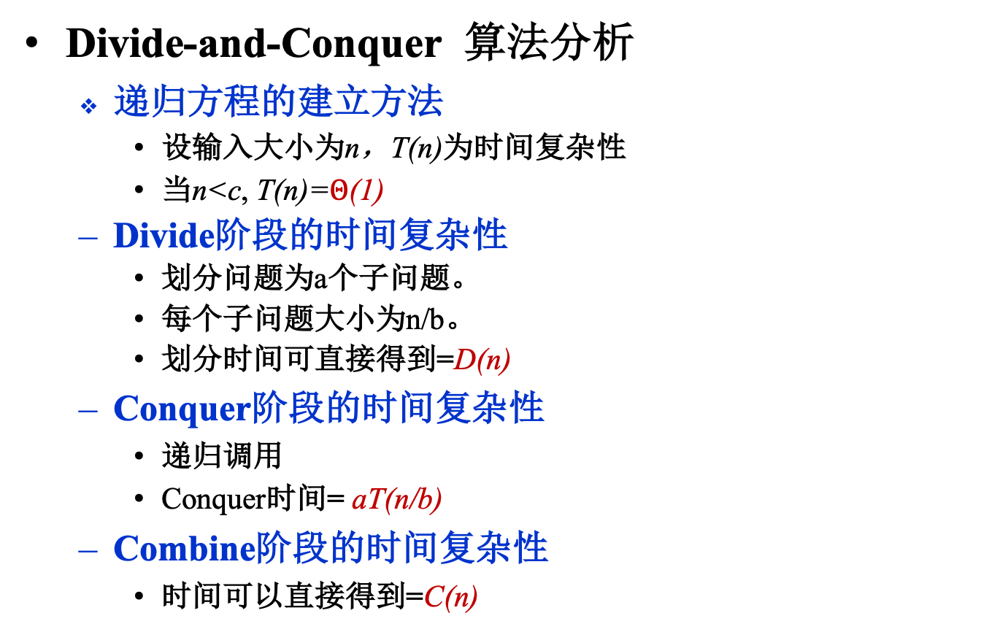 • Divide-and-Conquer 算法分析
❖ 递归方程的建立方法
• 设输入大小为n，T(n)为时间复杂性
• 当n<c, T(n)=Θ(1)
– Divide阶段的时间复杂性
• 划分问题为a个子问题。
• 每个子问题大小为n/b。
• 划分时间可直接得到=D(n)
– Conquer阶段的时间复杂性
• 递归调用
• Conquer时间= aT(n/b)
– Combine阶段的时间复杂性
• 时间可以直接得到=C(n)